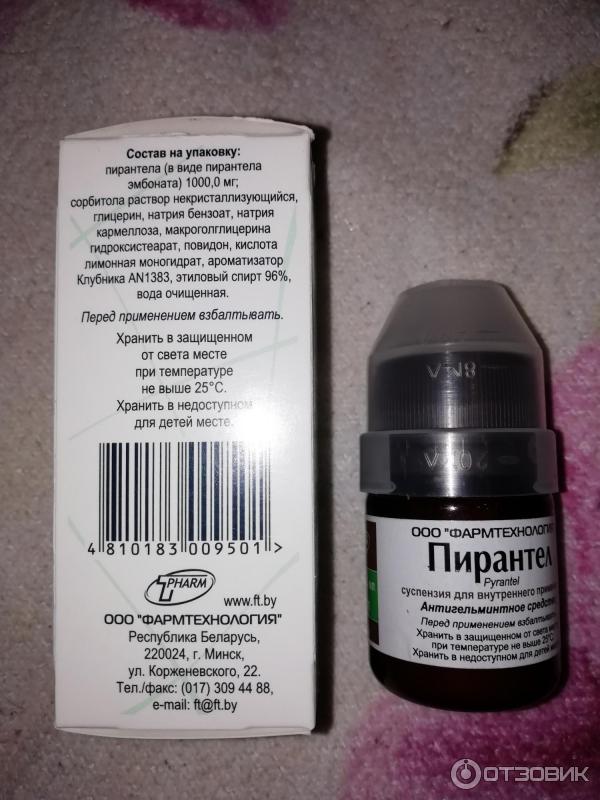 Состав на упаковку:
пирантела (в виде пирантела
эмбоната) 1000,0 мг;
сорбитола раствор некристаллизующийся,
глицерин, натрия бензоат, натрия
кармеллоза, макроголглицерина
гидроксистеарат, повидон, кислота
лимонная моногидрат, ароматизатор
Клубника AN1383, этиловый спирт 96%,
вода очищенная.
Перед применением взбалтывать.
Хранить в защищенном
от света месте
при температуре
не выше 25°С.
Хранить в недоступном
для детей месте.
4 810183 009501 >
PHARM
www.ft.by
ООО "ФАРМТЕХНОЛОГИЯ"
Республика Беларусь,
220024, г. Минск,
ул. Корженевского, 22.
Тел./факс: (017) 309 44 88,
e-mail: ft@ft.by
ООО "ФАРМТЕХНОЛОГИЯ
Пирантел
Pyrantel
суспензия для внутреннего
Антигельминтное
Перед применением взбалтывать
Хранить в защищенном от света
при температуре не выше 25°С
Хранить в недоступном для детей
ОТЗОВИК